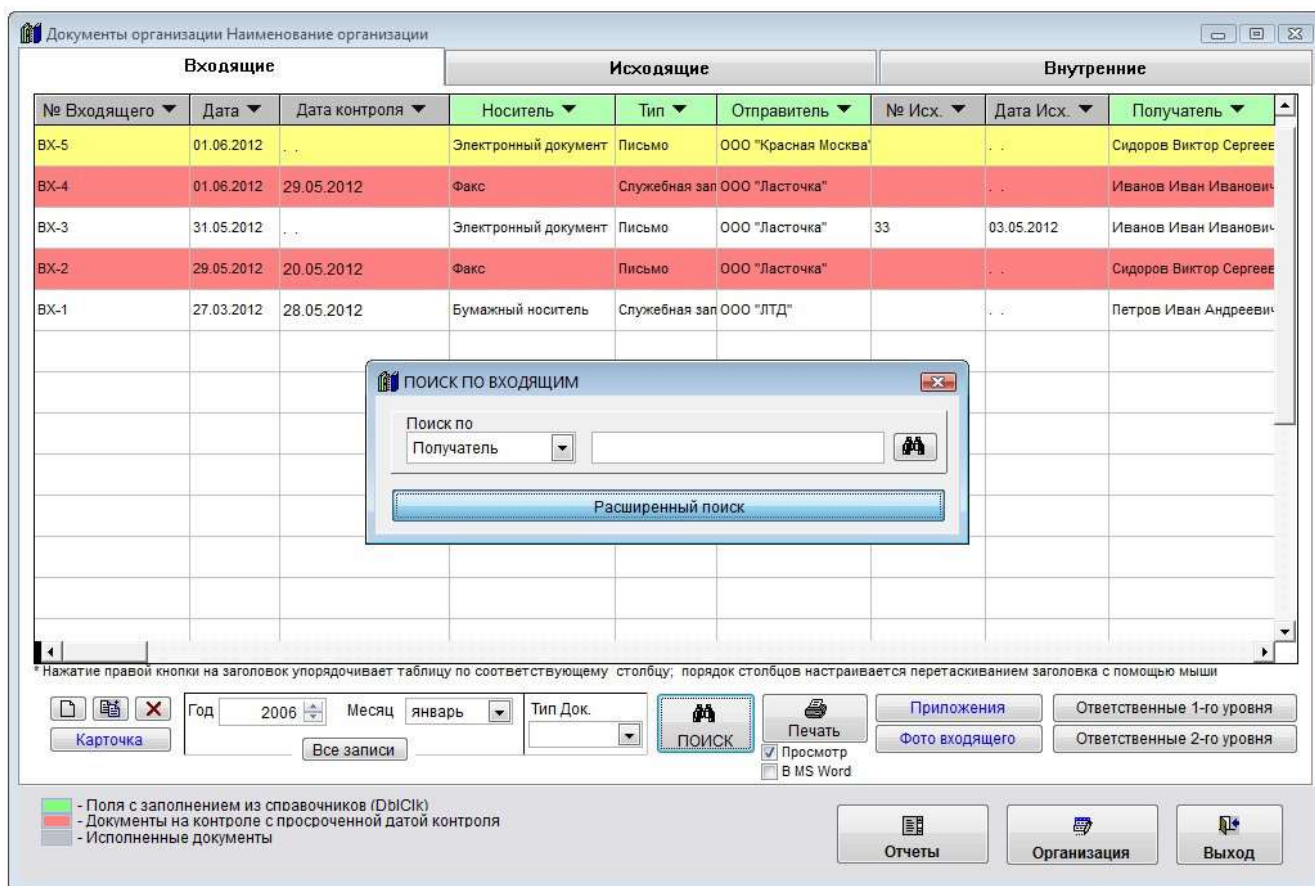 Документы организации Наименование организации
Входящие Исходящие Внутренние
№ Входящего Дата Дата контроля Носитель Тип Отправитель № Исх. Дата Исх. Получатель
ВХ-5 01.06.2012 . . Электронный документ Письмо ООО "Красная Москва" . . Сидоров Виктор Сергеев
ВХ-4 01.06.2012 29.05.2012 Факс Служебная зап ООО "Ласточка" . . Иванов Иван Иванович
ВХ-3 31.05.2012 . . Электронный документ Письмо ООО "Ласточка" 33 03.05.2012 Иванов Иван Иванович
ВХ-2 29.05.2012 20.05.2012 Факс Письмо ООО "Ласточка" . . Сидоров Виктор Сергеев
ВХ-1 27.03.2012 28.05.2012 Бумажный носитель Служебная зап ООО "ЛТД" . . Петров Иван Андреевич
ПОИСК ПО ВХОДЯЩИМ
Поиск по
Получатель
Расширенный поиск
* Нажатие правой кнопки на заголовок упорядочивает таблицу по соответствующему столбцу; порядок столбцов настраивается перетаскиванием заголовка с помощью мыши
Год 2006 Месяц январь Тип Док. ПОИСК Печать Приложения Ответственные 1-го уровня
Карточка Все записи Просмотр Фото входящего Ответственные 2-го уровня
В MS Word
- Поля с заполнением из справочников (DblClk)
- Документы на контроле с просроченной датой контроля
- Исполненные документы
Отчеты Организация Выход